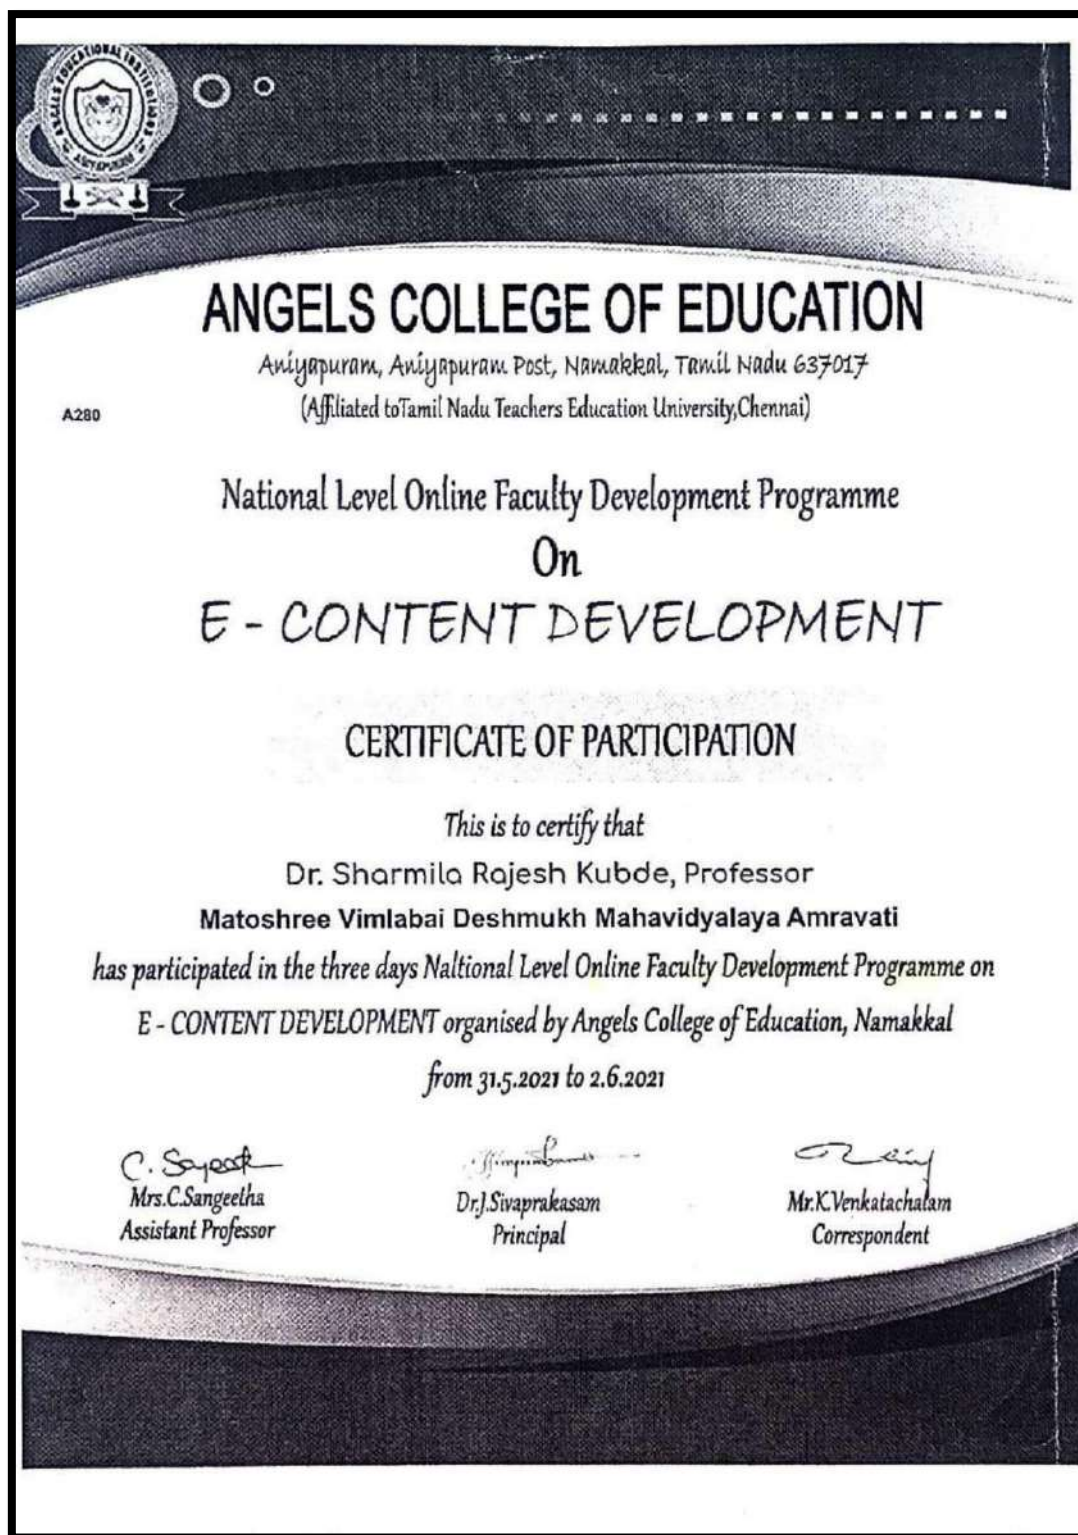 ANGELS EDUCATIONAL INSTITUTIONS
ANIYAPURAM
ANGELS COLLEGE OF EDUCATION
Aniyapuram, Aniyapuram Post, Namakkal, Tamil Nadu 637017
A280
(Affiliated toTamil Nadu Teachers Education University,Chennai)
National Level Online Faculty Development Programme
On
E - CONTENT DEVELOPMENT
CERTIFICATE OF PARTICIPATION
This is to certify that
Dr. Sharmila Rajesh Kubde, Professor
Matoshree Vimlabai Deshmukh Mahavidyalaya Amravati
has participated in the three days Naltional Level Online Faculty Development Programme on
E - CONTENT DEVELOPMENT organised by Angels College of Education, Namakkal
from 31.5.2021 to 2.6.2021
Mrs.C.Sangeetha
Assistant Professor
Dr.J.Sivaprakasam
Principal
Mr.K.Venkatachalam
Correspondent